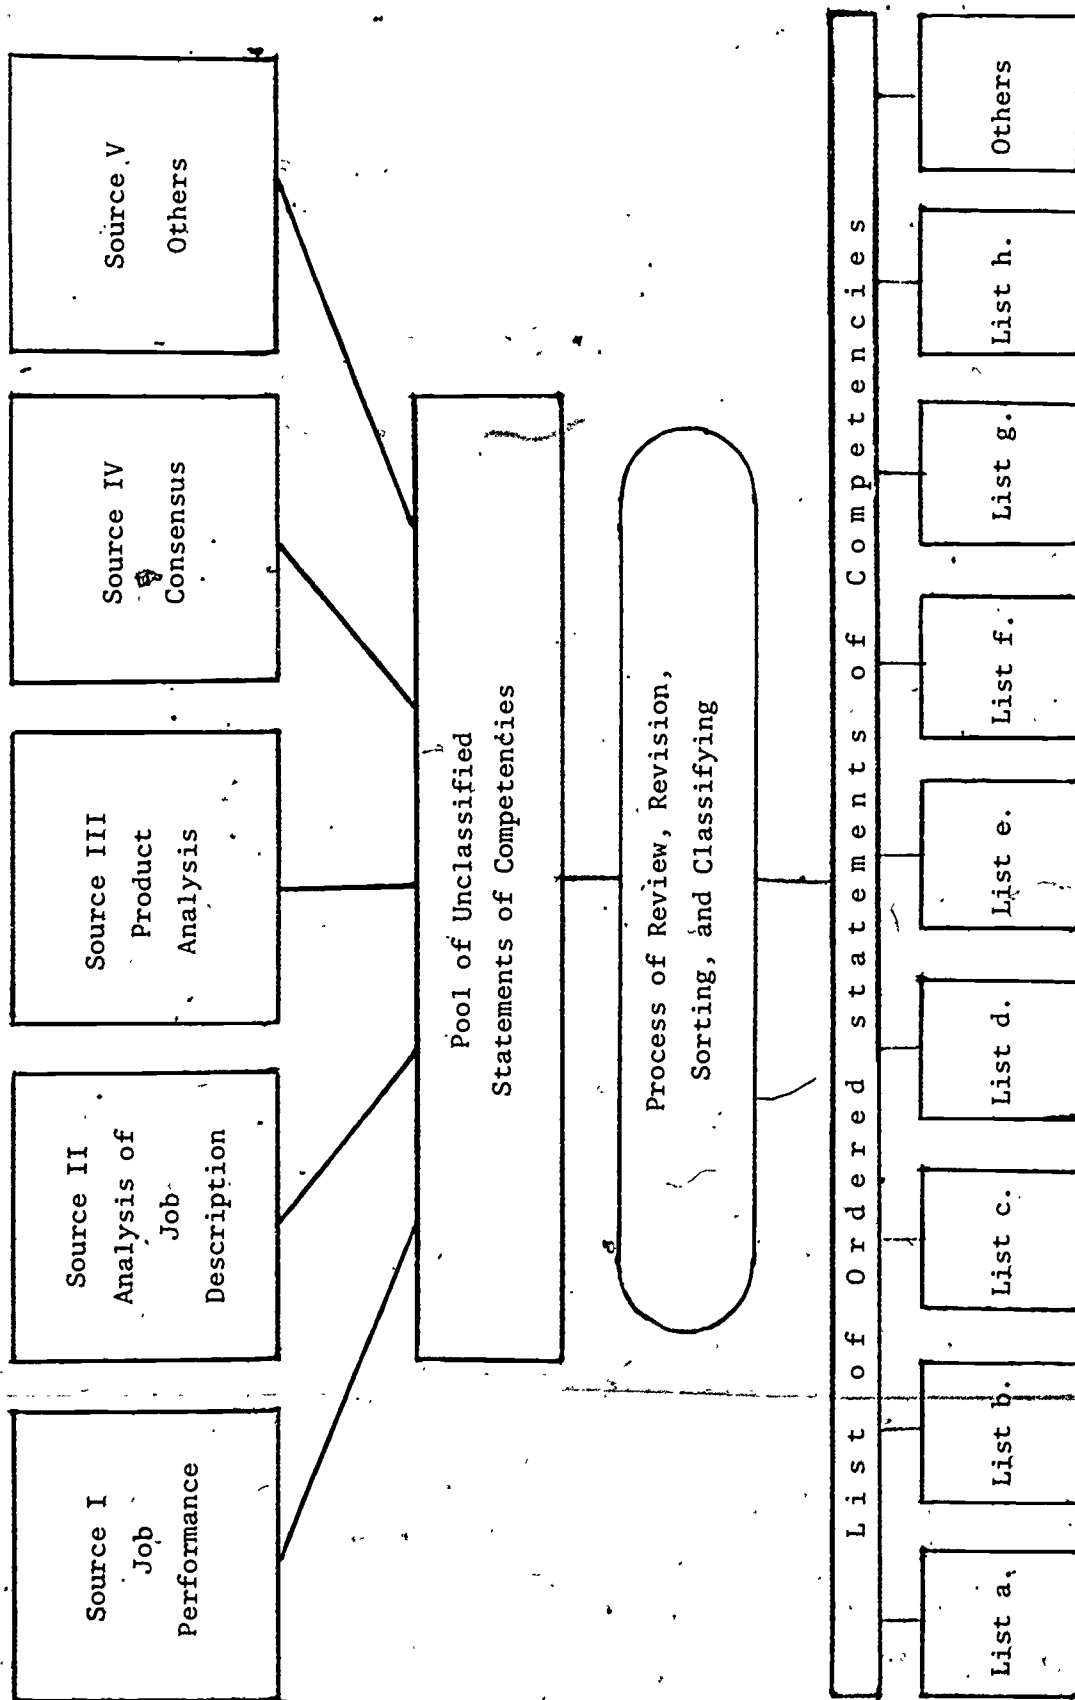 Source I
Job
Performance
Source II
Analysis of
Job
Description
Source III
Product
Analysis
Source IV
Consensus
Source V
Others
Pool of Unclassified
Statements of Competencies
Process of Review, Revision,
Sorting, and Classifying
List of Ordered statements of Competencies
List a.
List b.
List c.
List d.
List e.
List f.
List g.
List h.
Others